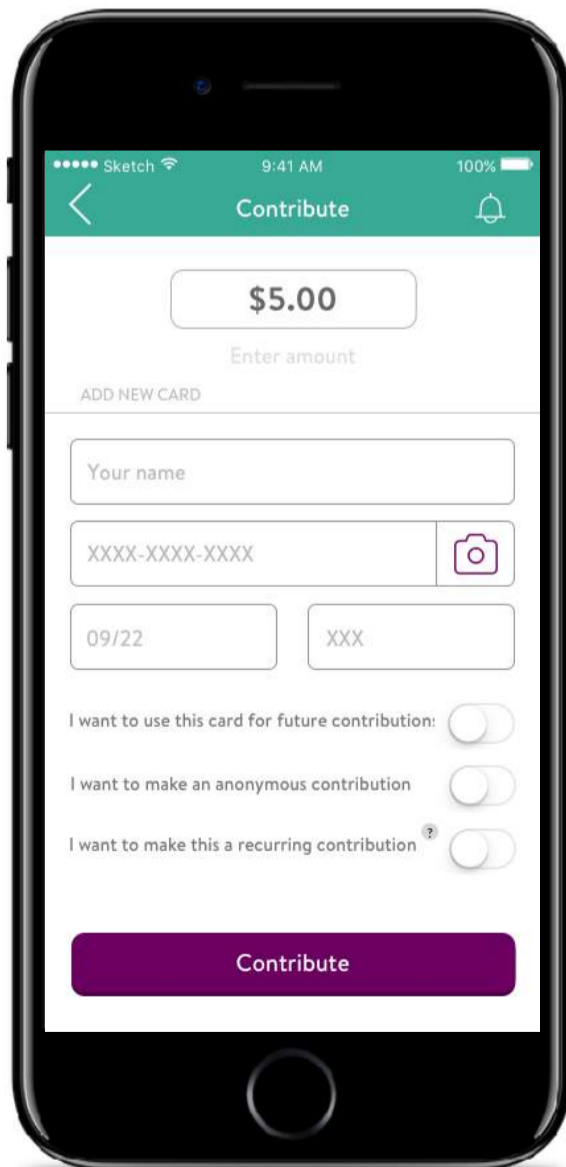 Sketch 9:41 AM 100%
Contribute
$5.00
Enter amount
ADD NEW CARD
Your name
XXXX-XXXX-XXXX
09/22 XXX
I want to use this card for future contribution:
I want to make an anonymous contribution
I want to make this a recurring contribution ?
Contribute